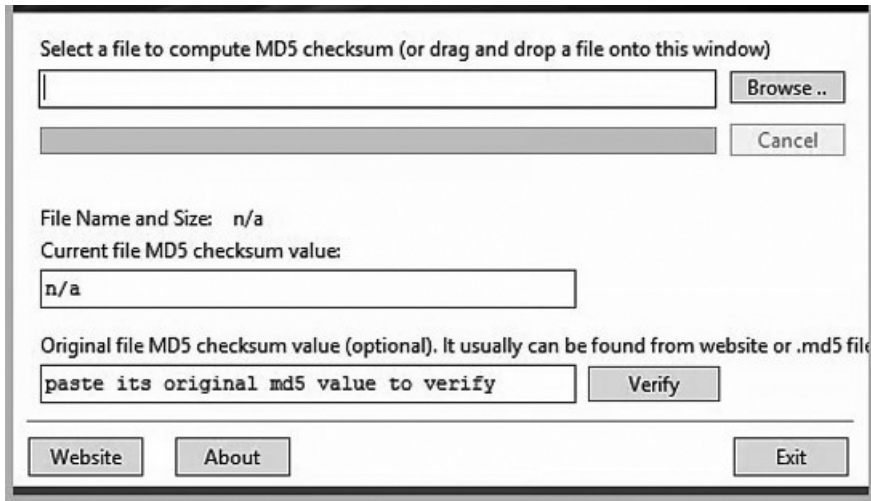 Select a file to compute MD5 checksum (or drag and drop a file onto this window)
Browse ..
Cancel
File Name and Size: n/a
Current file MD5 checksum value:
n/a
Original file MD5 checksum value (optional). It usually can be found from website or .md5 file
paste its original md5 value to verify
Verify
Website
About
Exit